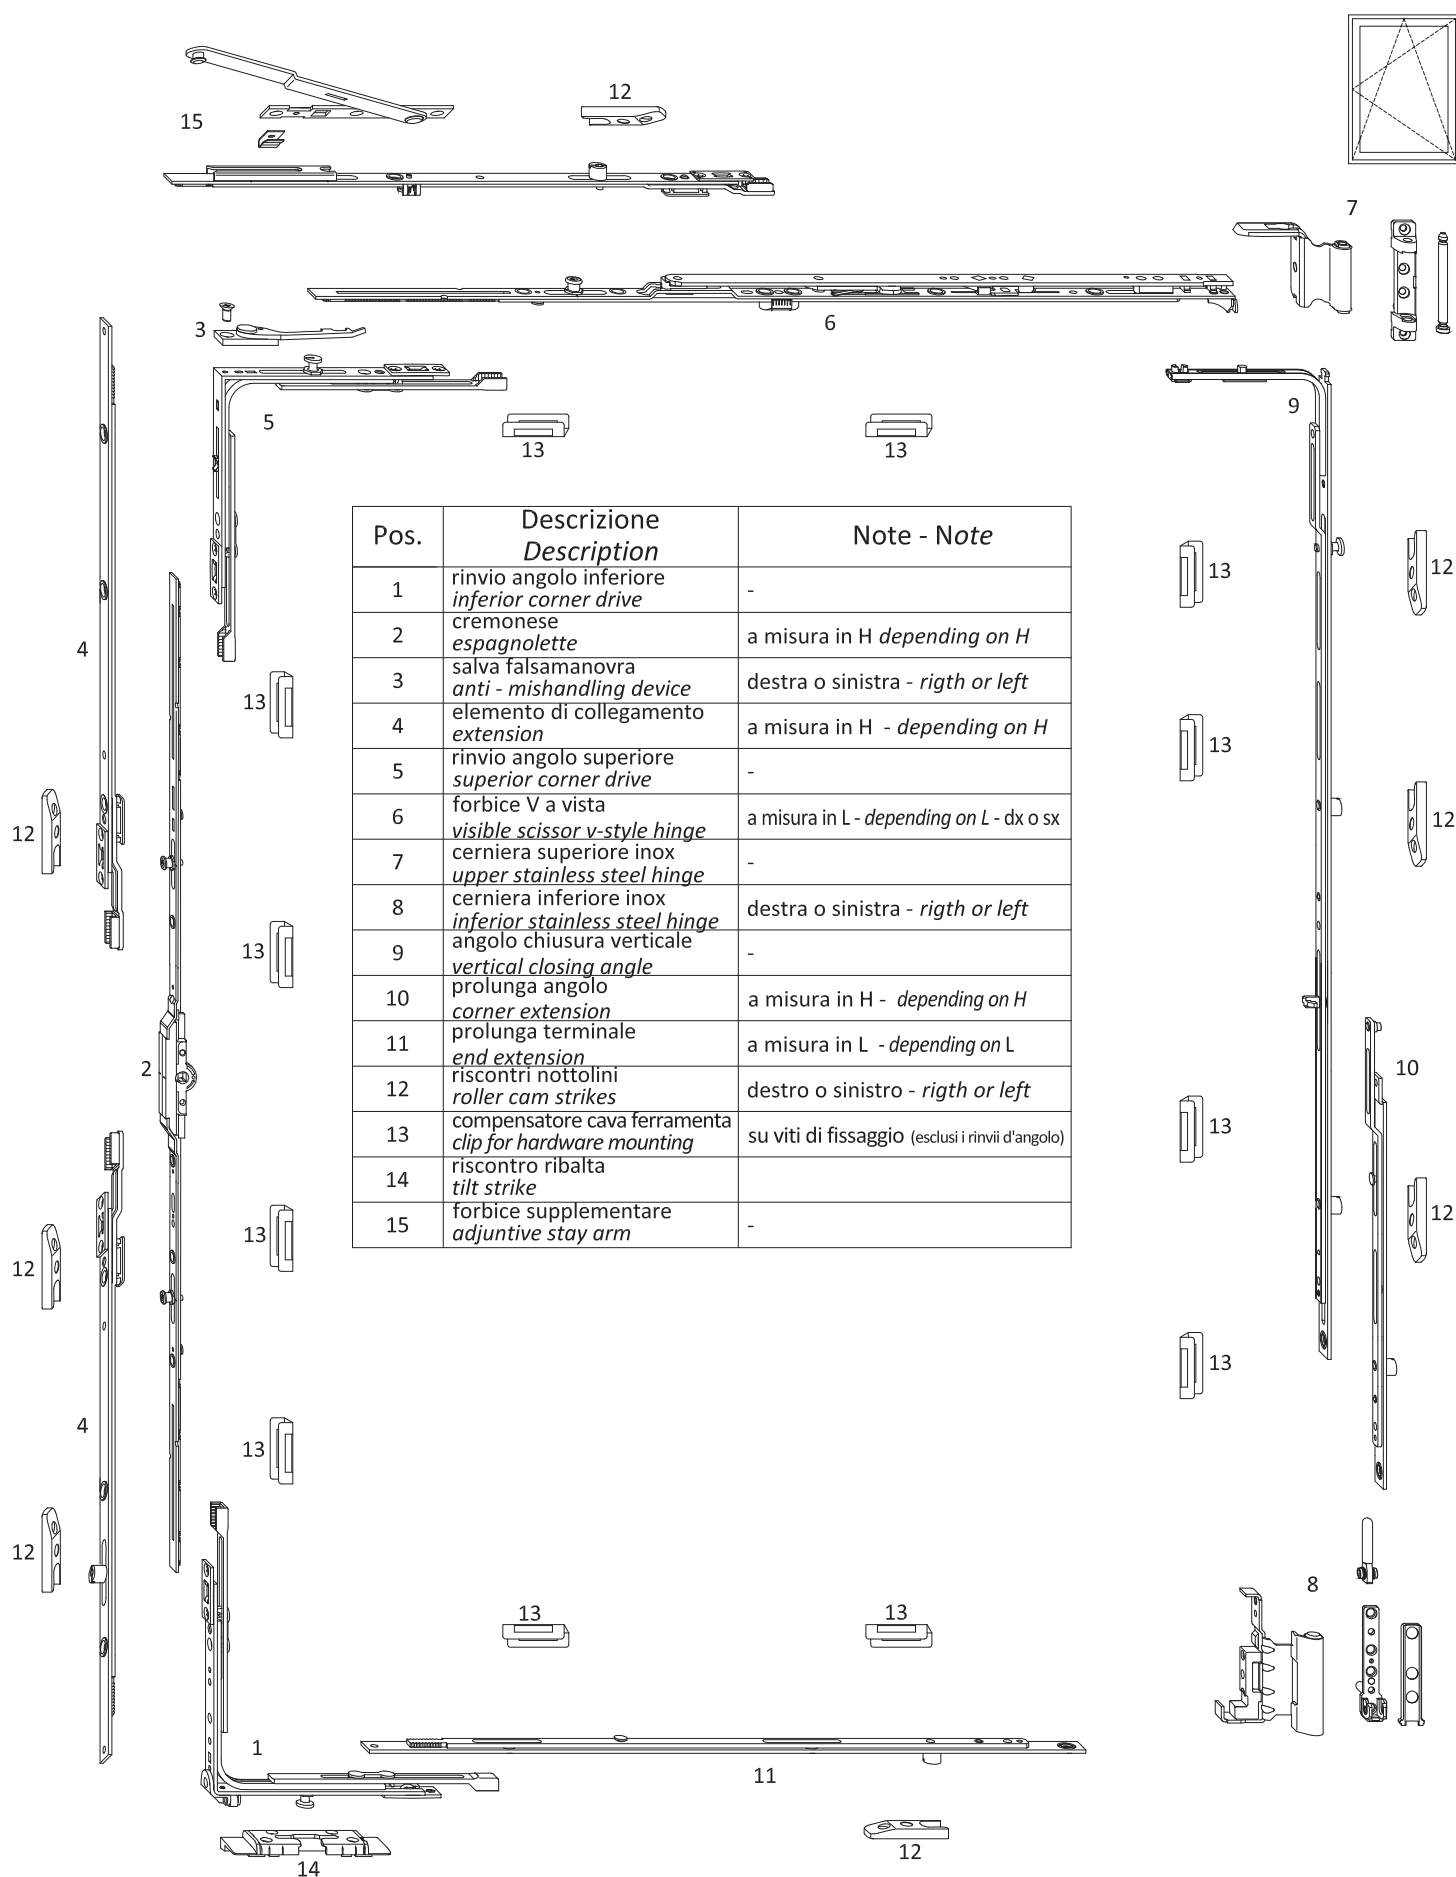 12
15
7
3
6
5
9
13
13
Pos.
Descrizione
Description
Note - Note
1
rinvio angolo inferiore
inferior corner drive
-
2
cremonese
espagnolette
a misura in H depending on H
3
salva falsamanovra
anti - mishandling device
destra o sinistra - rigth or left
4
elemento di collegamento
extension
a misura in H - depending on H
5
rinvio angolo superiore
superior corner drive
-
6
forbice V a vista
visible scissor v-style hinge
a misura in L - depending on L - dx o sx
7
cerniera superiore inox
upper stainless steel hinge
-
8
cerniera inferiore inox
inferior stainless steel hinge
destra o sinistra - rigth or left
9
angolo chiusura verticale
vertical closing angle
-
10
prolunga angolo
corner extension
a misura in H - depending on H
11
prolunga terminale
end extension
a misura in L - depending on L
12
riscontri nottolini
roller cam strikes
destro o sinistro - rigth or left
13
compensatore cava ferramenta
clip for hardware mounting
su viti di fissaggio (esclusi i rinvii d'angolo)
14
riscontro ribalta
tilt strike
15
forbice supplementare
adjuntive stay arm
-
13
12
4
13
13
12
12
13
2
10
13
12
13
12
13
4
13
12
8
13
13
1
11
12
14